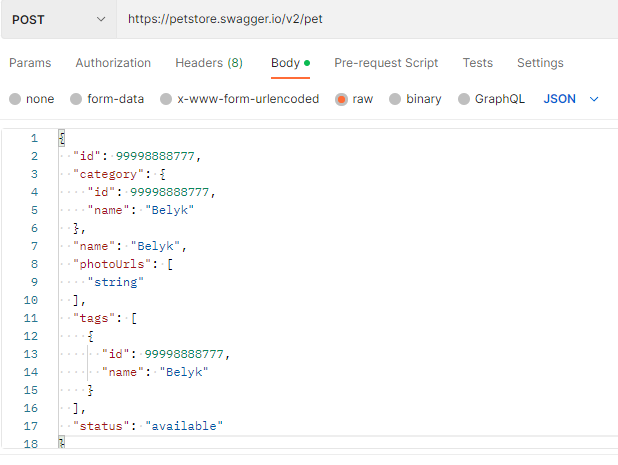 POST https://petstore.swagger.io/v2/pet
Params Authorization Headers (8) Body Pre-request Script Tests Settings
none form-data x-www-form-urlencoded raw binary GraphQL JSON
1 {
2 "id": 99998888777,
3 "category": {
4 "id": 99998888777,
5 "name": "Belyk"
6 },
7 "name": "Belyk",
8 "photoUrls": [
9 "string"
10 ],
11 "tags": [
12 {
13 "id": 99998888777,
14 "name": "Belyk"
15 }
16 ],
17 "status": "available"
18 }